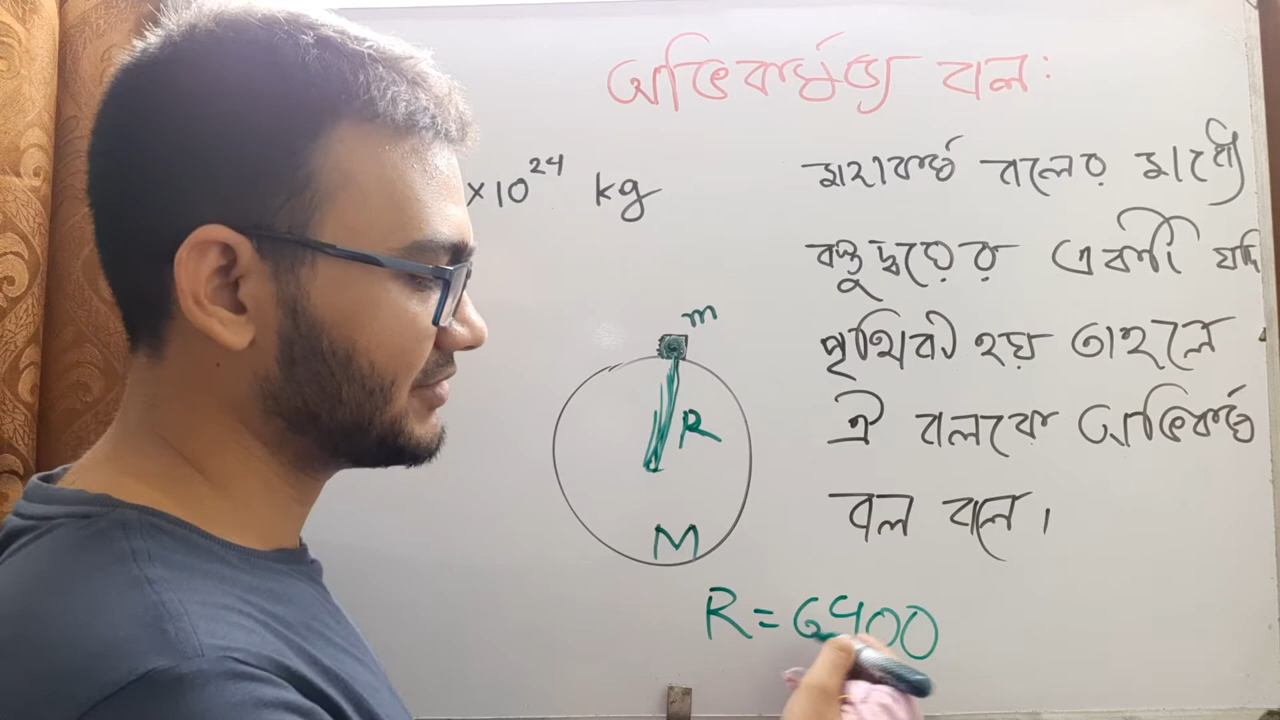 অভিকর্ষজ বল:
×10²⁴ kg
মহাকর্ষ বলের মধ্যে
বস্তুদ্বয়ের একটি যদি
পৃথিবী হয় তাহলে
ঐ বলকে অভিকর্ষ
বল বলে।
m
R
M
R = 6400